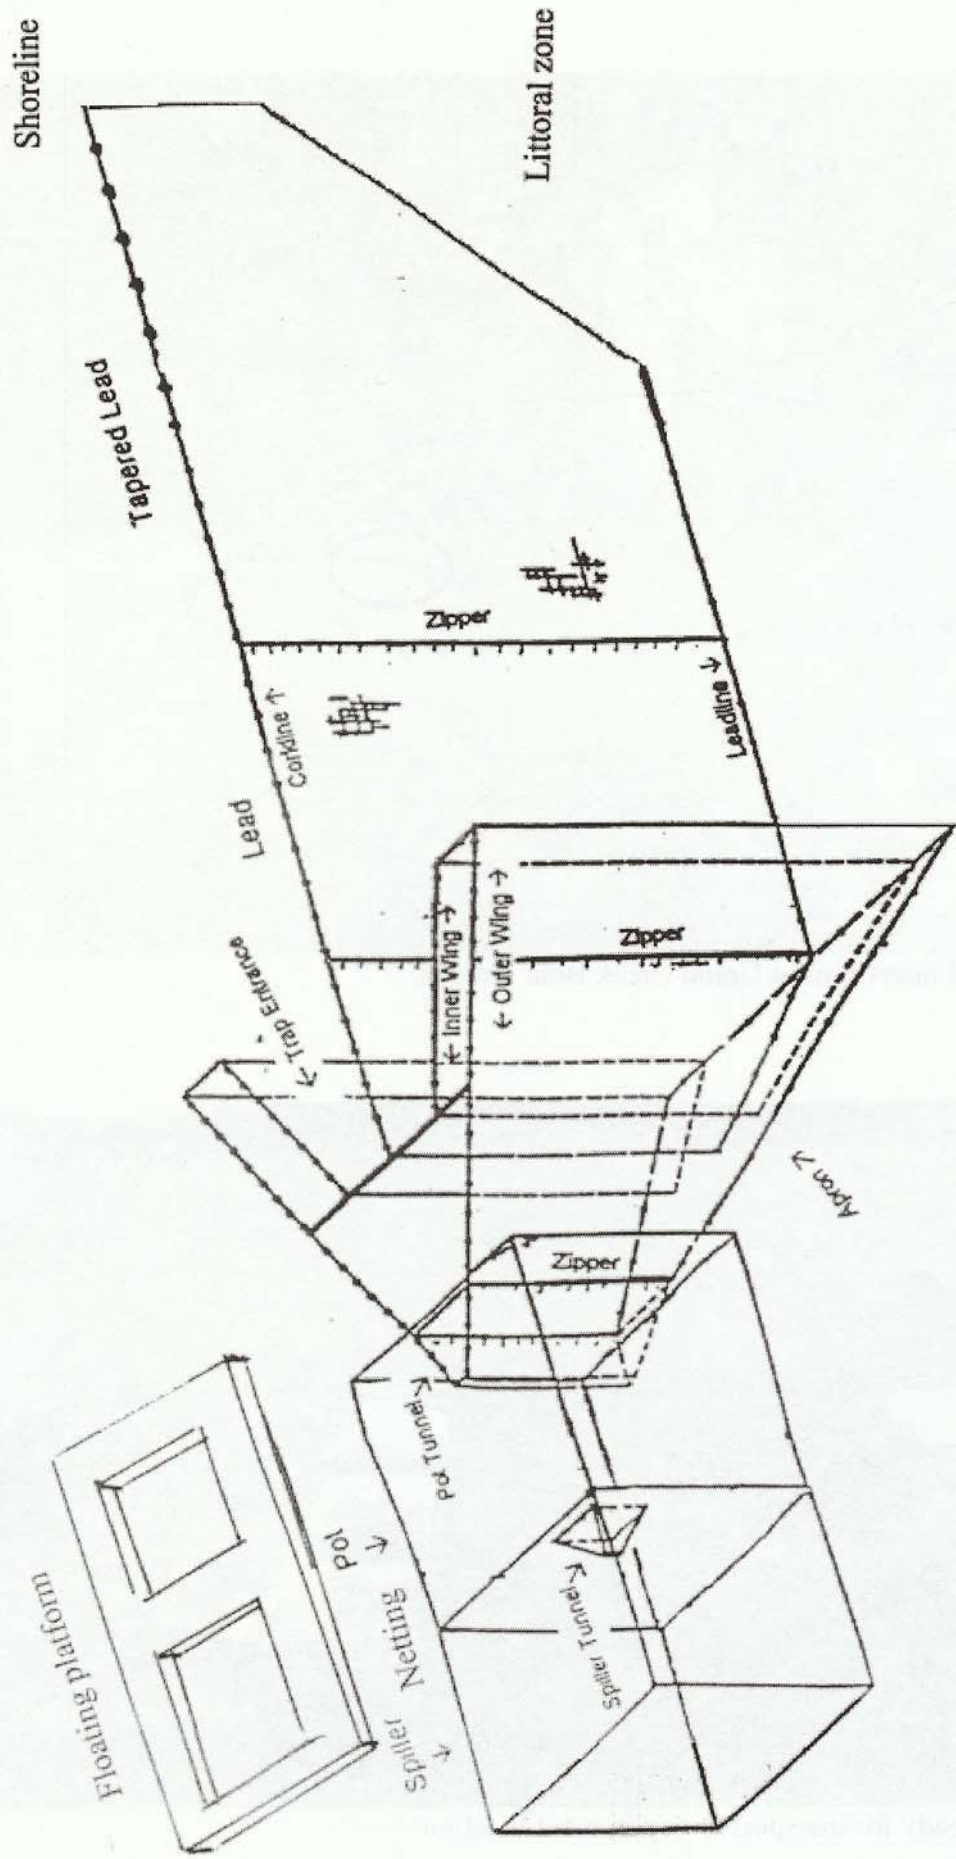 Shoreline
Littoral zone
Tapered Lead
Zipper
Lead
Corkline ↑
Leadline ↓
← Trap Entrance
← Inner Wing →
← Outer Wing →
Zipper
Apron →
Zipper
Floating platform
Pot
↓
Pot Tunnel →
Spiller Netting
↓
Spiller Tunnel →